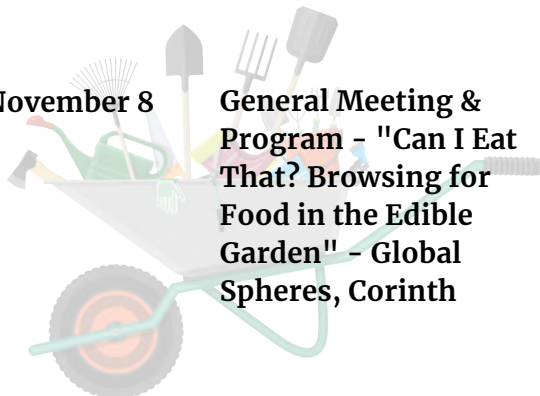 November 8
General Meeting &
Program - "Can I Eat
That? Browsing for
Food in the Edible
Garden" - Global
Spheres, Corinth